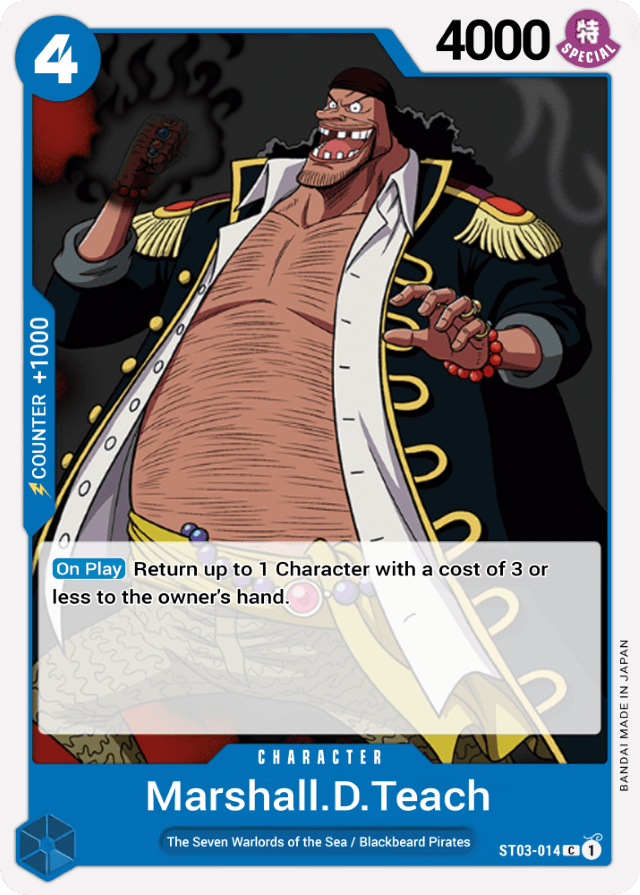 4
4000
特
SPECIAL
COUNTER +1000
On Play Return up to 1 Character with a cost of 3 or
less to the owner's hand.
BANDAI MADE IN JAPAN
CHARACTER
Marshall.D.Teach
The Seven Warlords of the Sea / Blackbeard Pirates
ST03-014 C 1